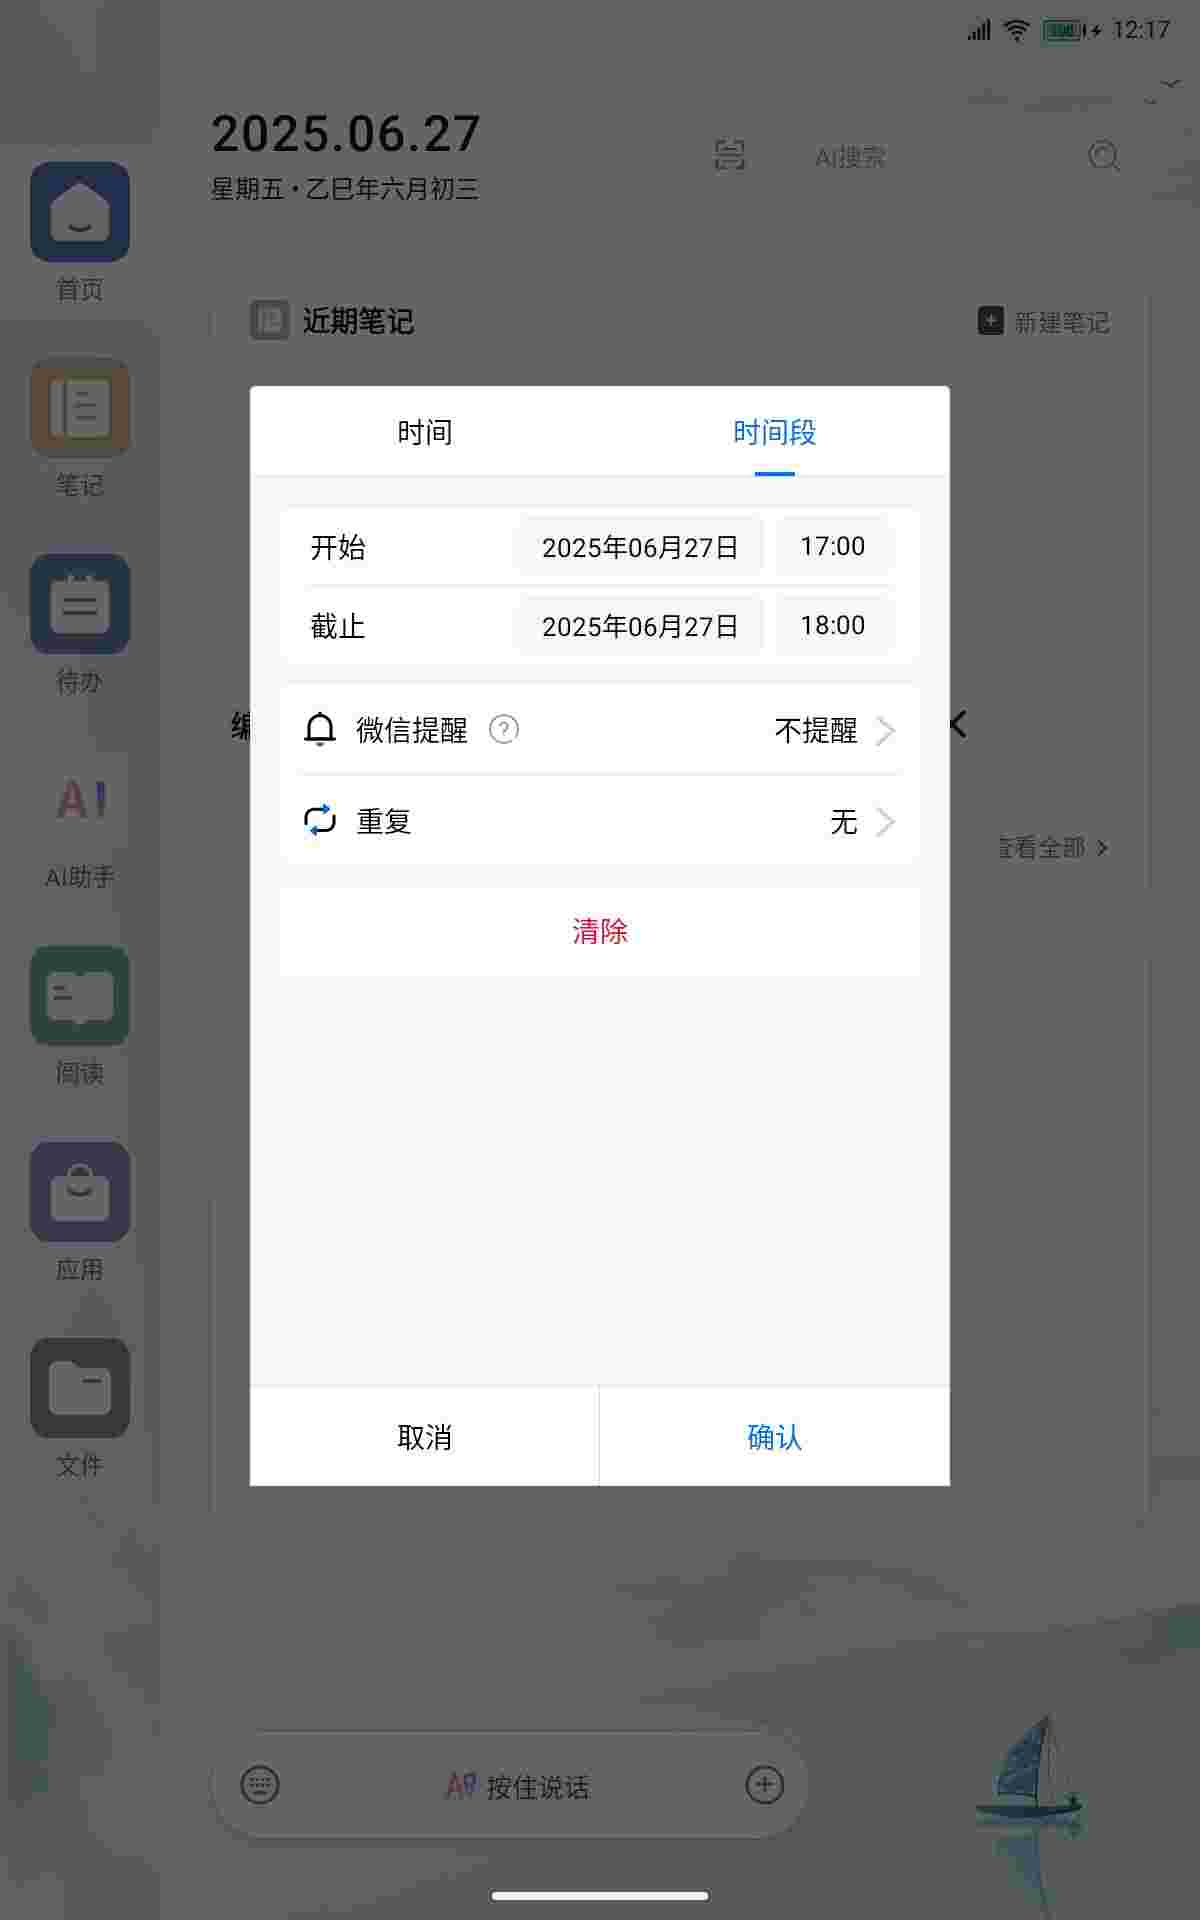 12:17
2025.06.27
星期五·乙巳年六月初三
AI搜索
首页
近期笔记
新建笔记
笔记
待办
AI
AI助手
阅读
应用
文件
时间
时间段
开始
2025年06月27日
17:00
截止
2025年06月27日
18:00
微信提醒
?
不提醒
重复
无
查看全部
清除
取消
确认
按住说话